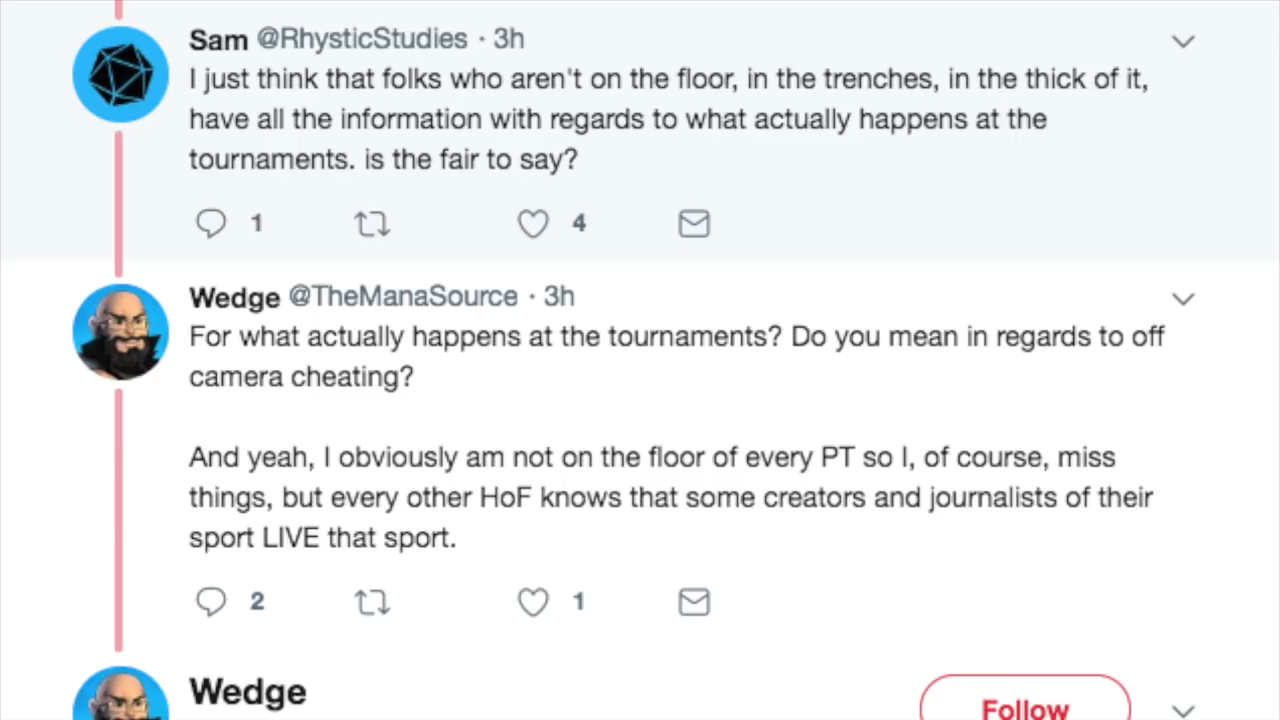 Sam @RhysticStudies · 3h
I just think that folks who aren't on the floor, in the trenches, in the thick of it,
have all the information with regards to what actually happens at the
tournaments. is the fair to say?
1 4
Wedge @TheManaSource · 3h
For what actually happens at the tournaments? Do you mean in regards to off
camera cheating?
And yeah, I obviously am not on the floor of every PT so I, of course, miss
things, but every other HoF knows that some creators and journalists of their
sport LIVE that sport.
2 1
Wedge
Follow